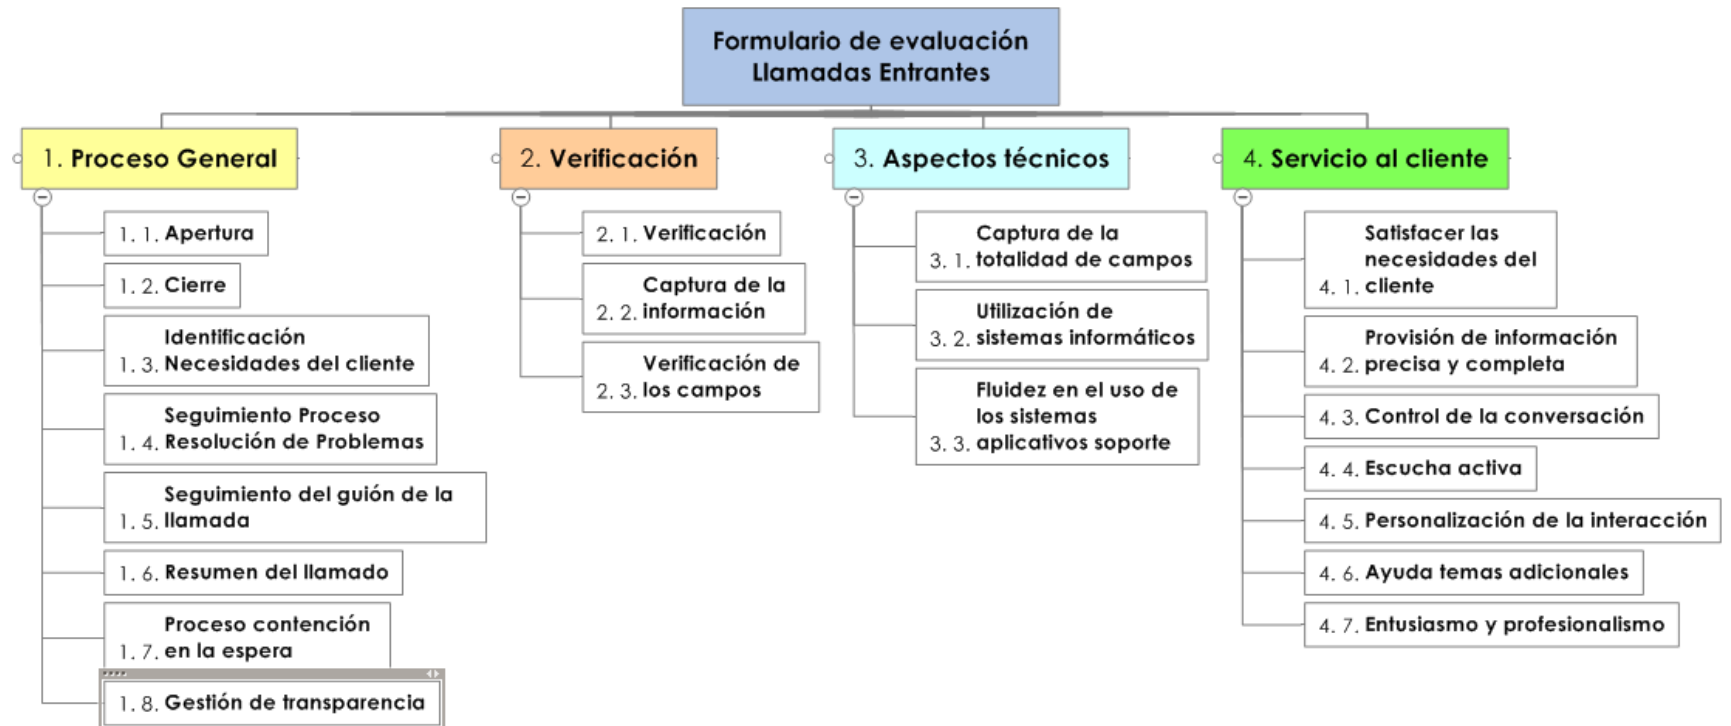 Formulario de evaluación
Llamadas Entrantes
1. Proceso General
1. 1. Apertura
1. 2. Cierre
Identificación
1. 3. Necesidades del cliente
Seguimiento Proceso
1. 4. Resolución de Problemas
Seguimiento del guión de la
1. 5. llamada
1. 6. Resumen del llamado
Proceso contención
1. 7. en la espera
1. 8. Gestión de transparencia
2. Verificación
2. 1. Verificación
Captura de la
2. 2. información
Verificación de
2. 3. los campos
3. Aspectos técnicos
Captura de la
3. 1. totalidad de campos
Utilización de
3. 2. sistemas informáticos
Fluidez en el uso de
los sistemas
3. 3. aplicativos soporte
4. Servicio al cliente
Satisfacer las
necesidades del
4. 1. cliente
Provisión de información
4. 2. precisa y completa
4. 3. Control de la conversación
4. 4. Escucha activa
4. 5. Personalización de la interacción
4. 6. Ayuda temas adicionales
4. 7. Entusiasmo y profesionalismo